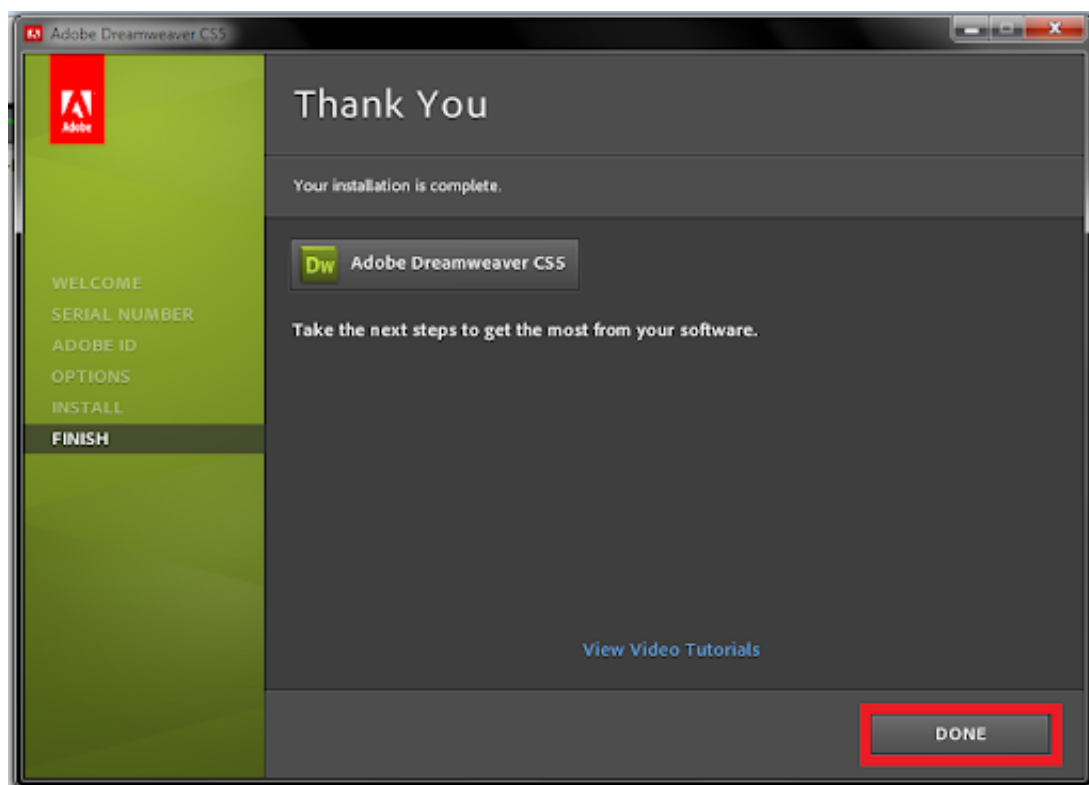 Adobe Dreamweaver CS5
Adobe
Thank You
Your installation is complete.
Dw Adobe Dreamweaver CS5
Take the next steps to get the most from your software.
WELCOME
SERIAL NUMBER
ADOBE ID
OPTIONS
INSTALL
FINISH
View Video Tutorials
DONE